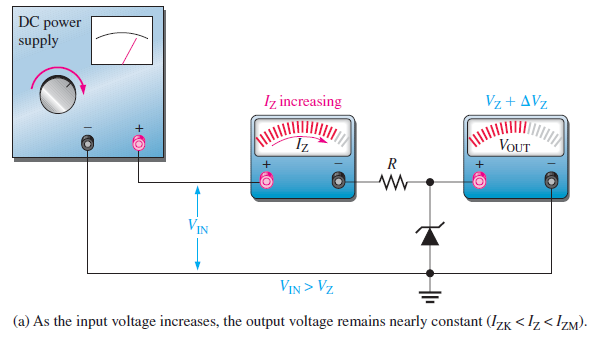 DC power
supply
− +
I_Z increasing
V_Z + ΔV_Z
I_Z
V_OUT
+ −
R
+ −
V_IN
V_IN > V_Z
(a) As the input voltage increases, the output voltage remains nearly constant (I_ZK < I_Z < I_ZM).